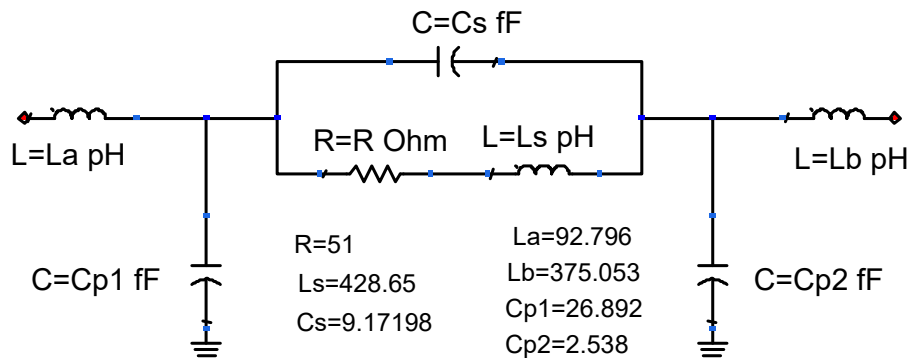 C=Cs fF
L=La pH
R=R Ohm
L=Ls pH
L=Lb pH
C=Cp1 fF
R=51
Ls=428.65
Cs=9.17198
La=92.796
Lb=375.053
Cp1=26.892
Cp2=2.538
C=Cp2 fF